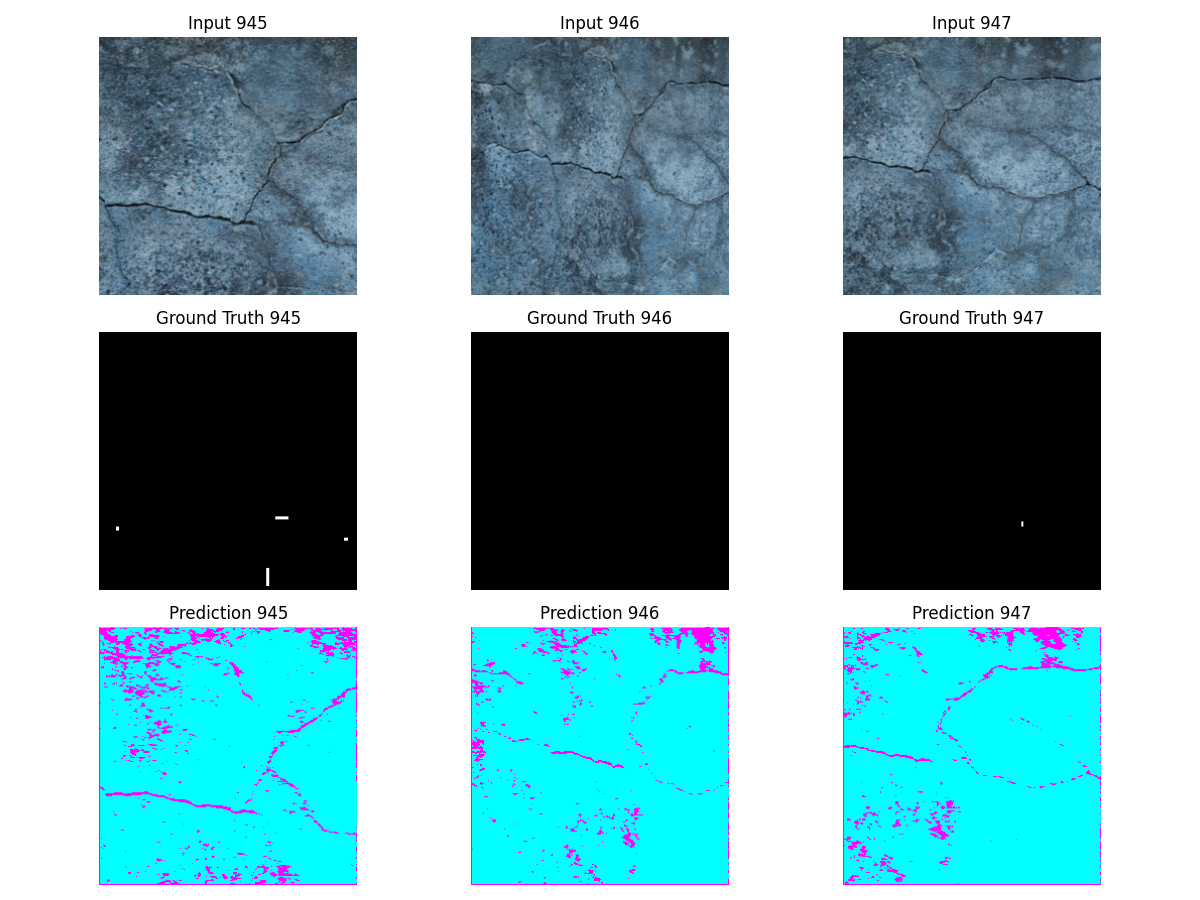 Input 945
Input 946
Input 947
Ground Truth 945
Ground Truth 946
Ground Truth 947
Prediction 945
Prediction 946
Prediction 947